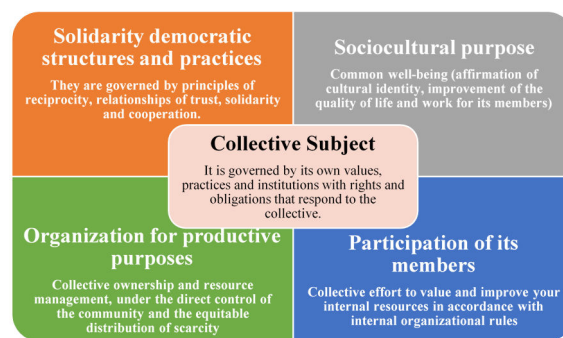 Solidarity democratic
structures and practices
They are governed by principles of
reciprocity, relationships of trust, solidarity
and cooperation.
Sociocultural purpose
Common well-being (affirmation of
cultural identity, improvement of the
quality of life and work for its members)
Collective Subject
It is governed by its own values,
practices and institutions with rights and
obligations that respond to the
collective.
Organization for productive
purposes
Collective ownership and resource
management, under the direct control of
the community and the equitable
distribution of scarcity
Participation of its
members
Collective effort to value and improve your
internal resources in accordance with
internal organizational rules